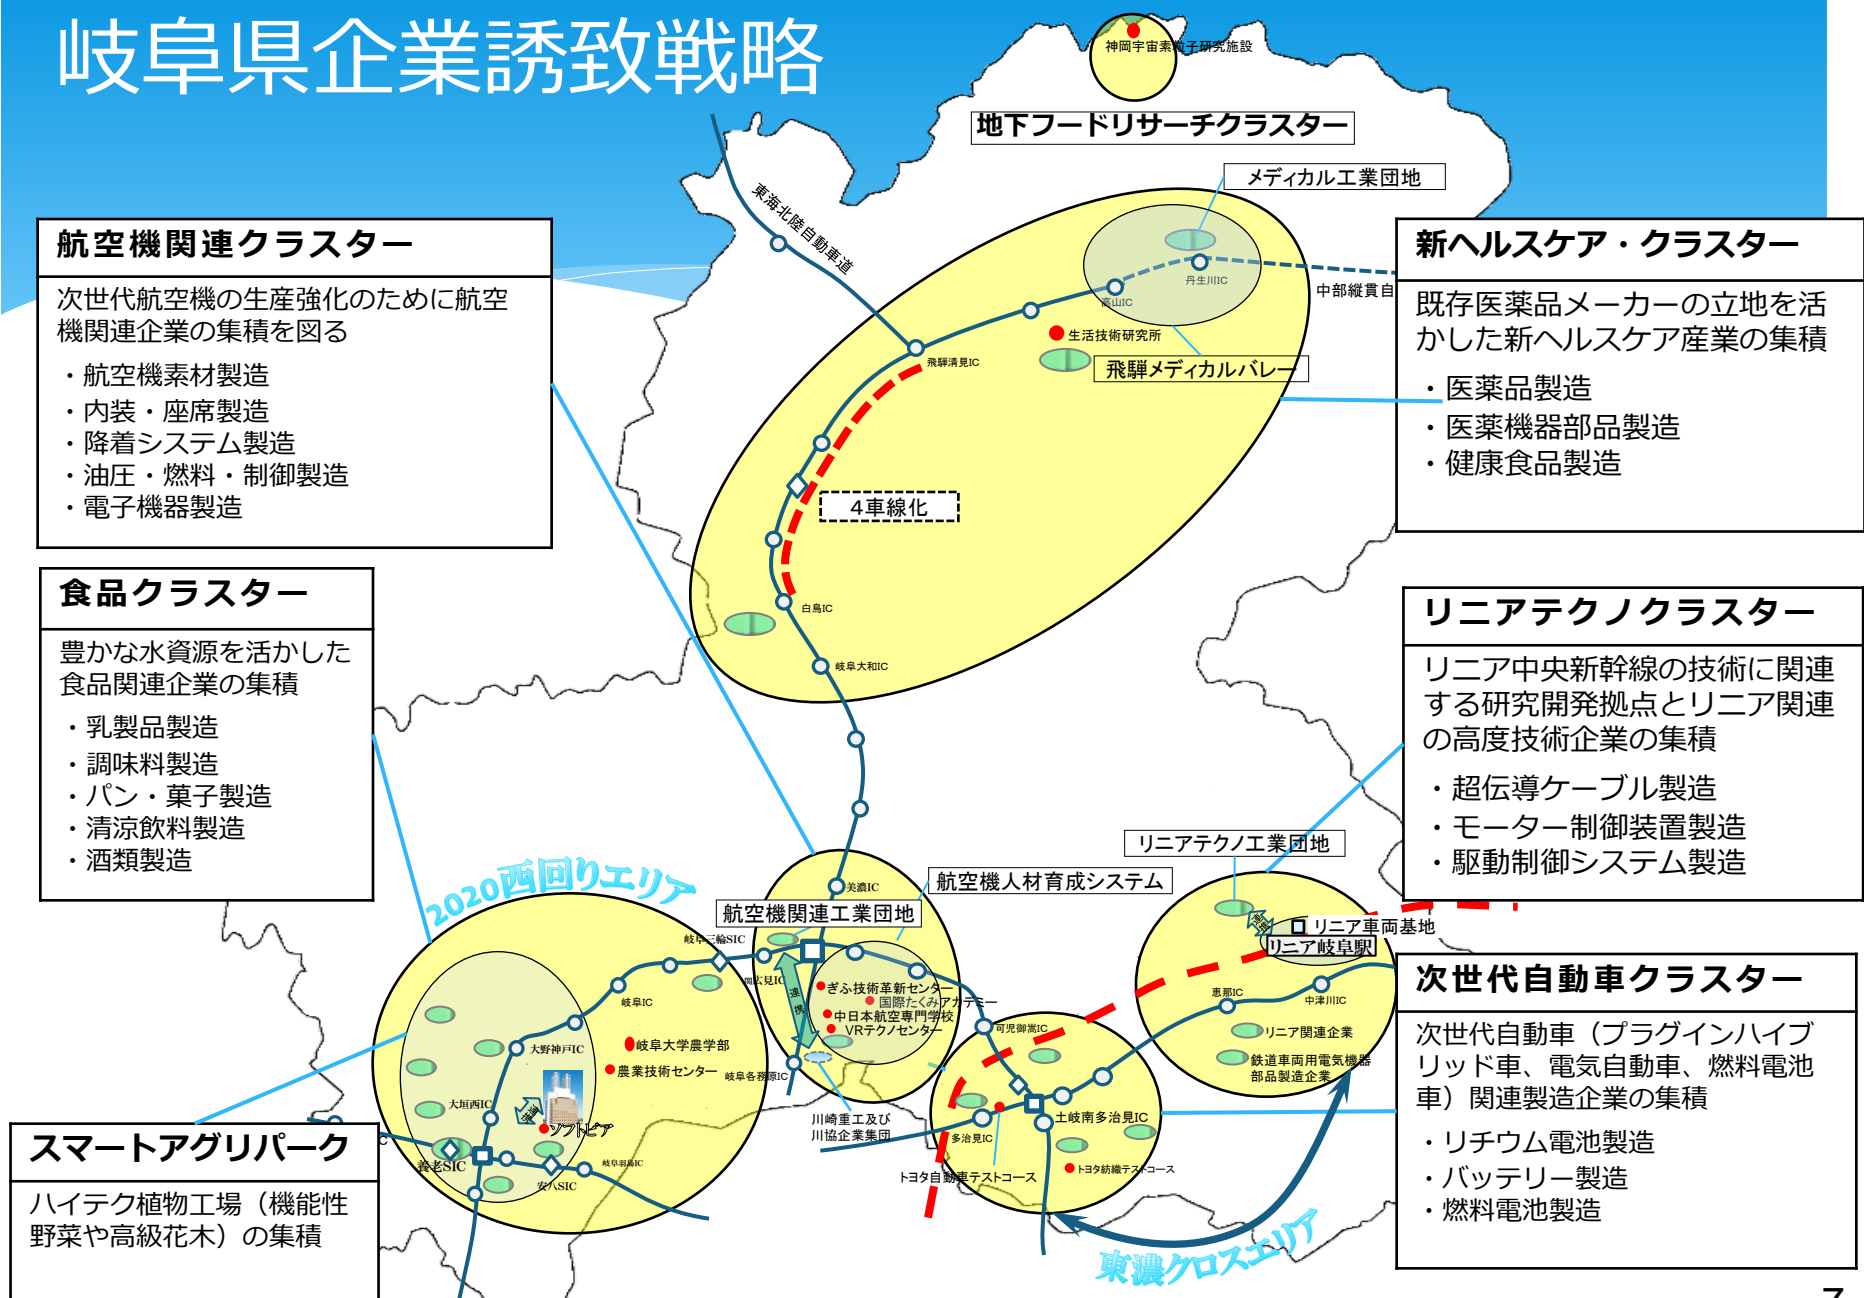 岐阜県企業誘致戦略
神岡宇宙素粒子研究施設
地下フードリサーチクラスター
メディカル工業団地
東海北陸自動車道
丹生川IC
高山IC
中部縦貫自
生活技術研究所
飛騨清見IC
飛騨メディカルバレー
4車線化
白鳥IC
岐阜大和IC
航空機関連クラスター
次世代航空機の生産強化のために航空
機関連企業の集積を図る
・航空機素材製造
・内装・座席製造
・降着システム製造
・油圧・燃料・制御製造
・電子機器製造
新ヘルスケア・クラスター
既存医薬品メーカーの立地を活
かした新ヘルスケア産業の集積
・医薬品製造
・医薬機器部品製造
・健康食品製造
食品クラスター
豊かな水資源を活かした
食品関連企業の集積
・乳製品製造
・調味料製造
・パン・菓子製造
・清涼飲料製造
・酒類製造
リニアテクノクラスター
リニア中央新幹線の技術に関連
する研究開発拠点とリニア関連
の高度技術企業の集積
・超伝導ケーブル製造
・モーター制御装置製造
・駆動制御システム製造
2020西回りエリア
美濃IC
航空機人材育成システム
航空機関連工業団地
リニアテクノ工業団地
連携
リニア車両基地
リニア岐阜駅
岐阜三輪SIC
関広見IC
連携
ぎふ技術革新センター
国際たくみアカデミー
中日本航空専門学校
VRテクノセンター
岐阜IC
大野神戸IC
岐阜大学農学部
農業技術センター
岐阜各務原IC
可児御嵩IC
恵那IC
中津川IC
リニア関連企業
鉄道車両用電気機器
部品製造企業
大垣西IC
連携
ソフトピア
川崎重工及び
川協企業集団
多治見IC
土岐南多治見IC
トヨタ自動車テストコース
トヨタ紡織テストコース
C
養老SIC
安八SIC
岐阜羽島IC
東濃クロスエリア
スマートアグリパーク
ハイテク植物工場（機能性
野菜や高級花木）の集積
次世代自動車クラスター
次世代自動車（プラグインハイブ
リッド車、電気自動車、燃料電池
車）関連製造企業の集積
・リチウム電池製造
・バッテリー製造
・燃料電池製造
7